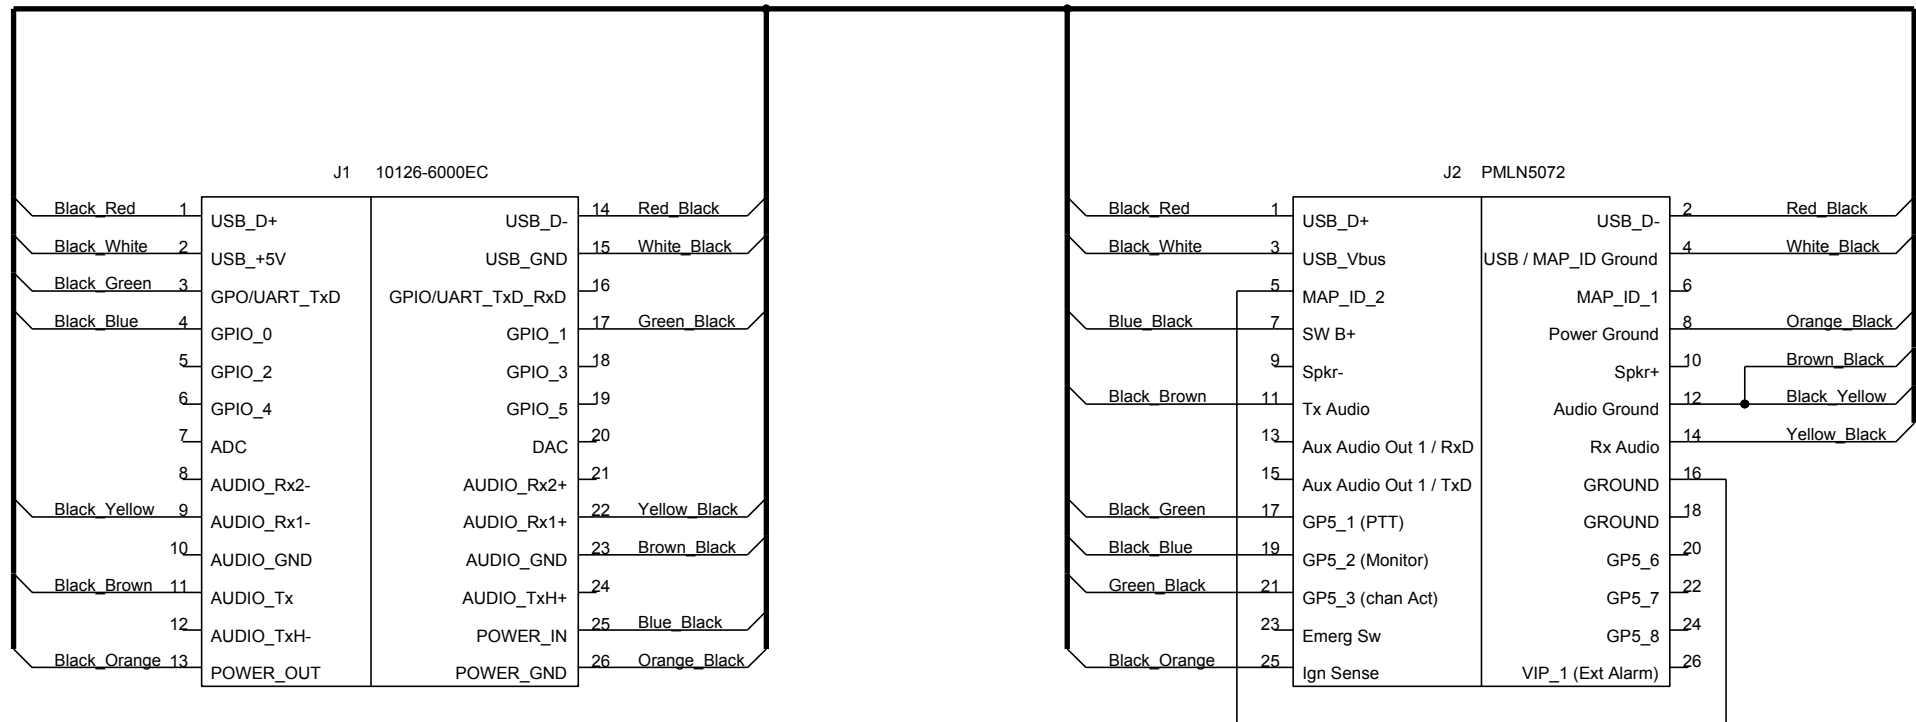 J1 10126-6000EC
Black_Red 1 USB_D+ USB_D- 14 Red_Black
Black_White 2 USB_+5V USB_GND 15 White_Black
Black_Green 3 GPO/UART_TxD GPIO/UART_TxD_RxD 16
Black_Blue 4 GPIO_0 GPIO_1 17 Green_Black
5 GPIO_2 GPIO_3 18
6 GPIO_4 GPIO_5 19
7 ADC DAC 20
8 AUDIO_Rx2- AUDIO_Rx2+ 21
Black_Yellow 9 AUDIO_Rx1- AUDIO_Rx1+ 22 Yellow_Black
10 AUDIO_GND AUDIO_GND 23 Brown_Black
Black_Brown 11 AUDIO_Tx AUDIO_TxH+ 24
12 AUDIO_TxH- POWER_IN 25 Blue_Black
Black_Orange 13 POWER_OUT POWER_GND 26 Orange_Black
J2 PMLN5072
Black_Red 1 USB_D+ USB_D- 2 Red_Black
Black_White 3 USB_Vbus USB / MAP_ID Ground 4 White_Black
5 MAP_ID_2 MAP_ID_1 6
Blue_Black 7 SW B+ Power Ground 8 Orange_Black
9 Spkr- Spkr+ 10 Brown_Black
Black_Brown 11 Tx Audio Audio Ground 12 Black_Yellow
13 Aux Audio Out 1 / RxD Rx Audio 14 Yellow_Black
15 Aux Audio Out 1 / TxD GROUND 16
Black_Green 17 GP5_1 (PTT) GROUND 18
Black_Blue 19 GP5_2 (Monitor) GP5_6 20
Green_Black 21 GP5_3 (chan Act) GP5_7 22
23 Emerg Sw GP5_8 24
Black_Orange 25 Ign Sense VIP_1 (Ext Alarm) 26